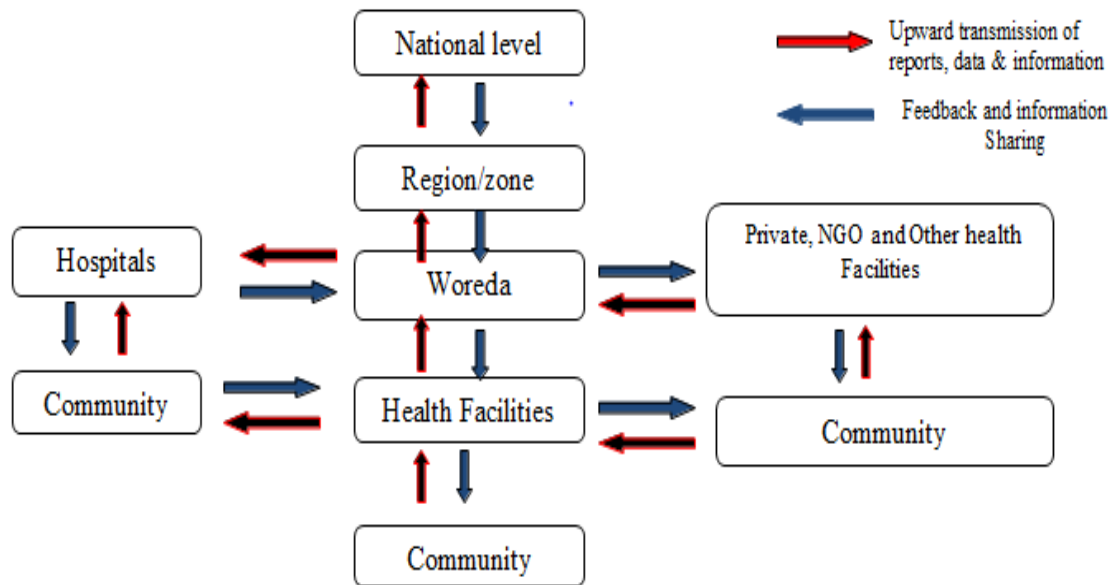 National level
Upward transmission of
reports, data & information
Feedback and information
Sharing
Region/zone
Private, NGO and Other health
Facilities
Hospitals
Woreda
Community
Health Facilities
Community
Community